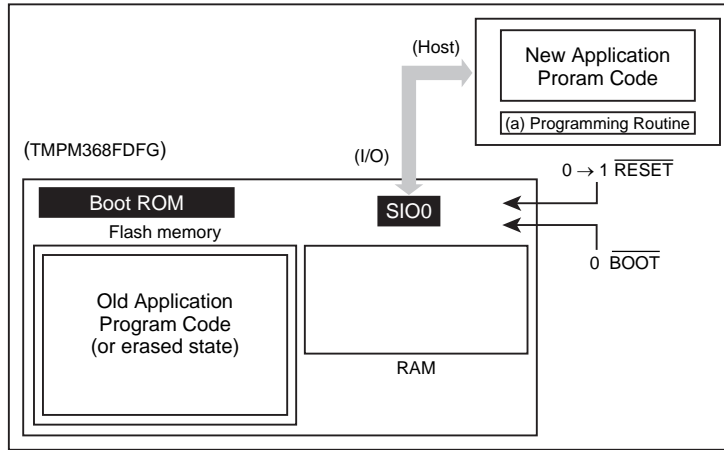 (Host)
New Application
Proram Code
(a) Programming Routine
(TMPM368FDFG)
(I/O)
0 → 1 RESET
Boot ROM
SIO0
Flash memory
0 BOOT
Old Application
Program Code
(or erased state)
RAM